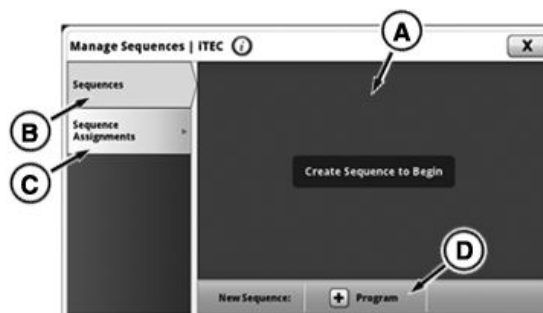 A
Manage Sequences | iTEC i X
Sequences
B
Sequence
Assignments
C
Create Sequence to Begin
D
New Sequence: + Program